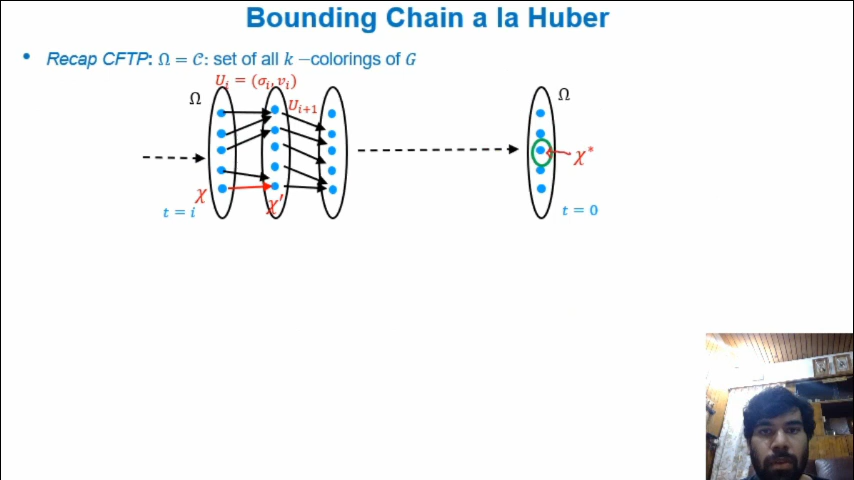 Bounding Chain a la Huber
• Recap CFTP: Ω = 𝒞: set of all k −colorings of G
U_i = (σ_i, v_i)
Ω
U_{i+1}
Ω
χ*
χ
χ′
t = i
t = 0